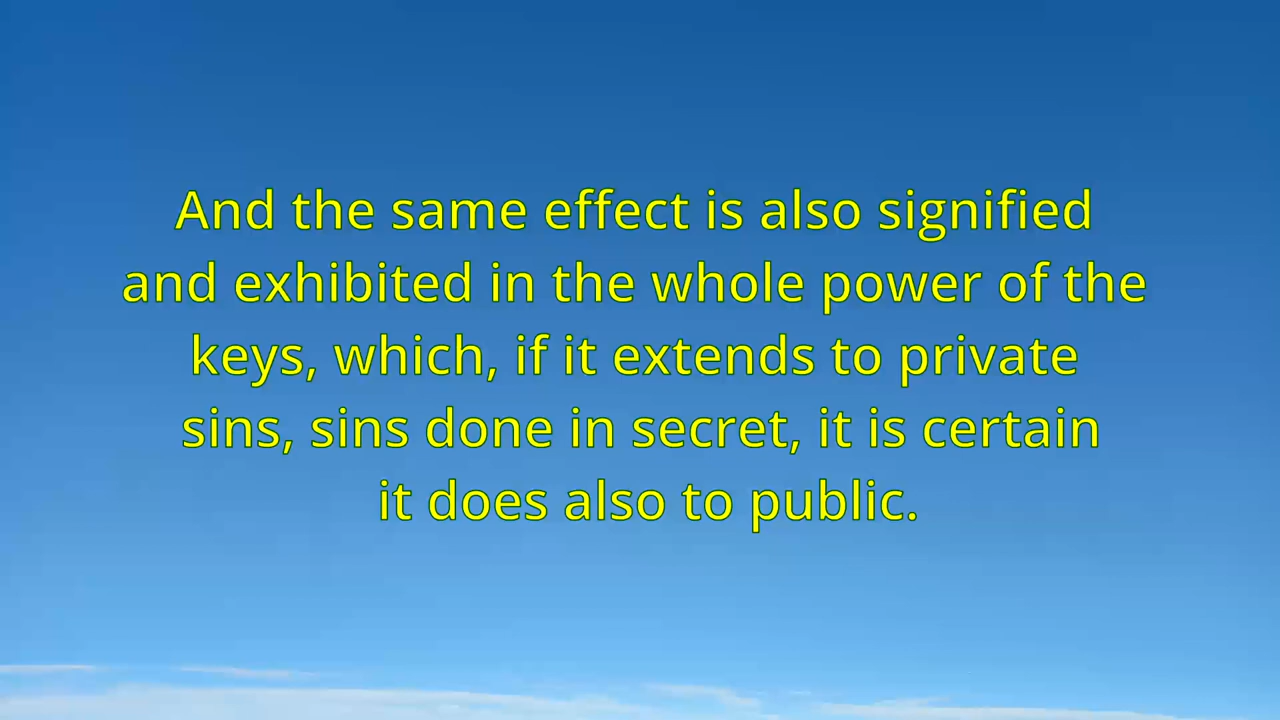 And the same effect is also signified
and exhibited in the whole power of the
keys, which, if it extends to private
sins, sins done in secret, it is certain
it does also to public.